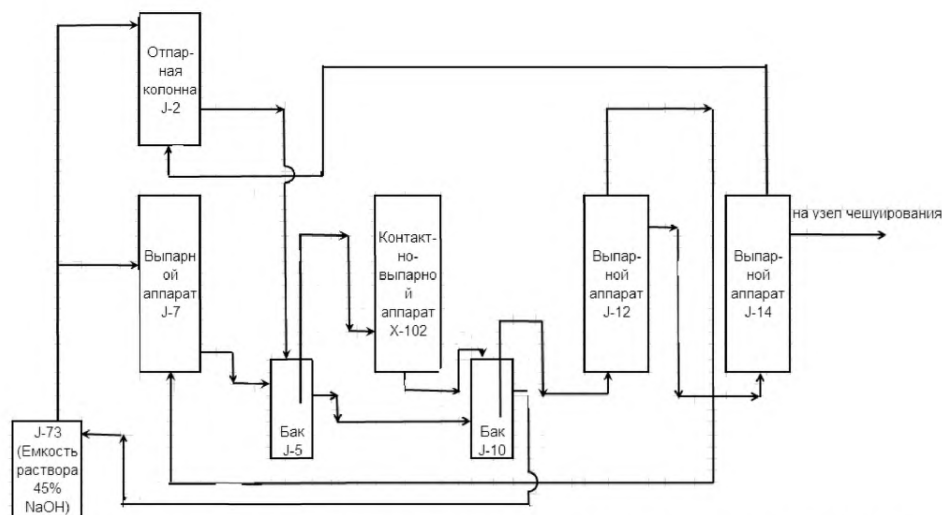 Отпар-
ная
колонна
J-2
на узел чешуирования
Выпарн
ой
аппарат
J-7
Контакт-
но-
выпарно
й
аппарат
X-102
Выпар-
ной
аппарат
J-12
Выпар-
ной
аппарат
J-14
Бак
J-5
Бак
J-10
J-73
(Емкость
раствора
45%
NaOH)